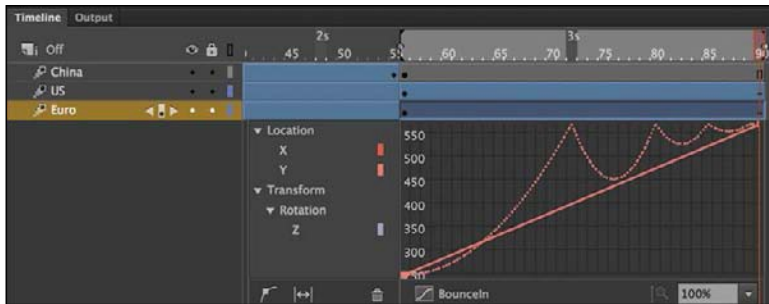 Timeline Output
Off
2s 3s
45 50 55 60 65 70 75 80 85 90
China
US
Euro
Location
X
Y
Transform
Rotation
Z
550
500
450
400
350
300
BounceIn 100%